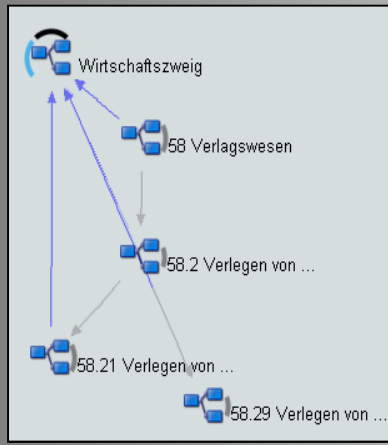 Wirtschaftszweig
58 Verlagswesen
58.2 Verlegen von ...
58.21 Verlegen von ...
58.29 Verlegen von ...